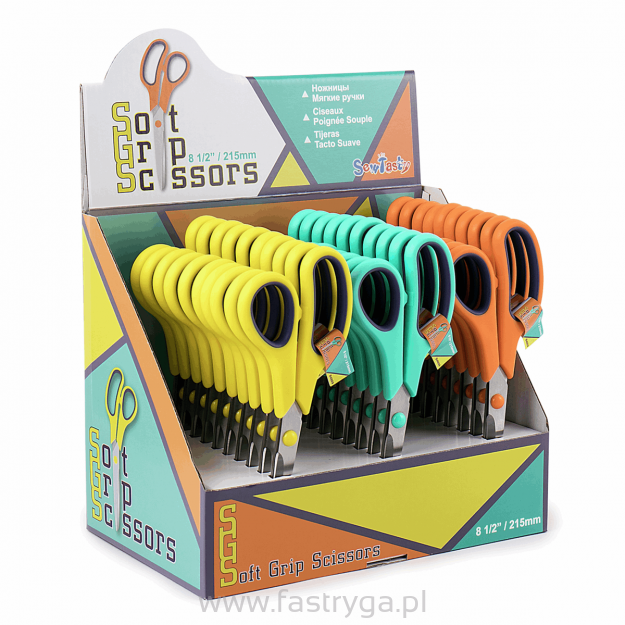 Soft
Grip
Scissors
8 1/2" / 215mm
Ножницы
Мягкие ручки
Ciseaux
Poignée Souple
Tijeras
Tacto Suave
SewTasty
Soft
Grip
Scissors
Soft Grip Scissors
8 1/2" / 215mm
www.fastryga.pl